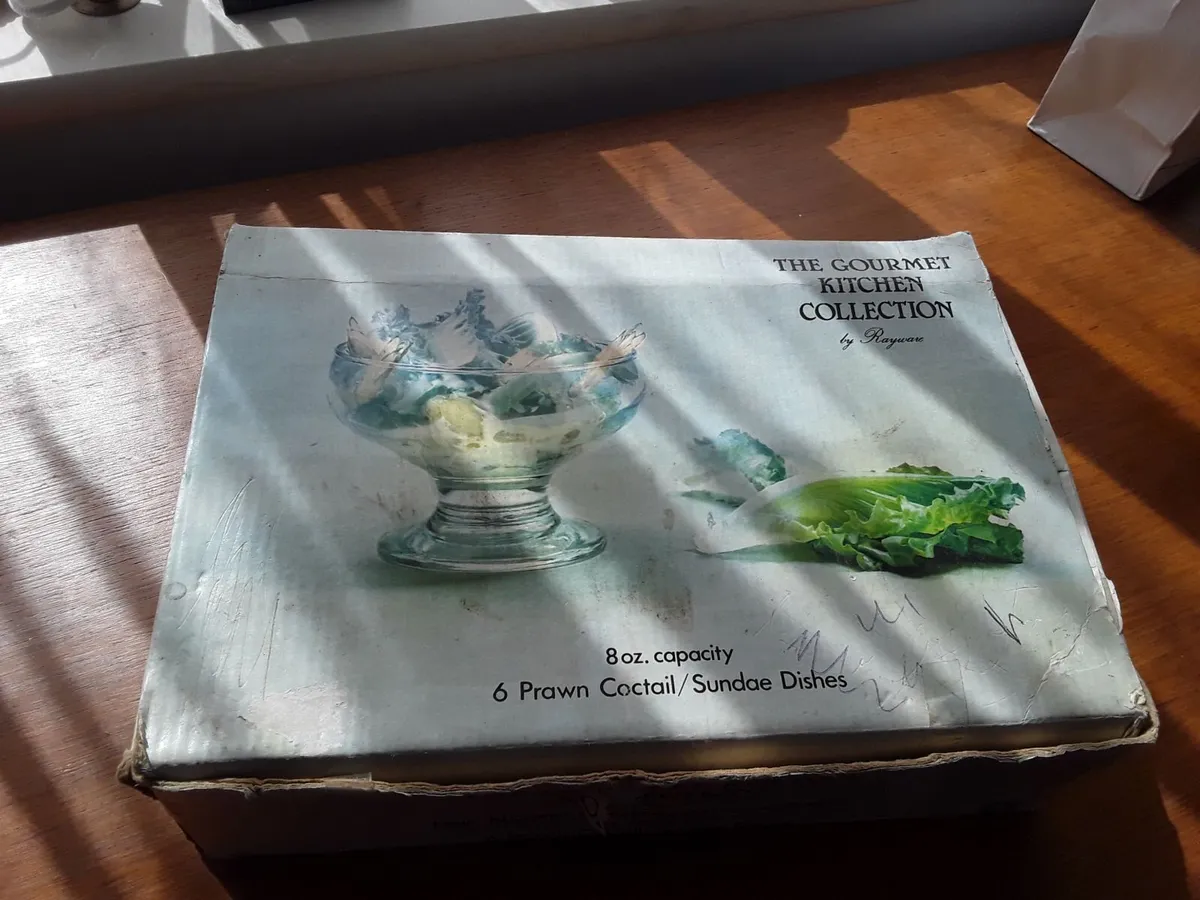 THE GOURMET
KITCHEN
COLLECTION
by Rayware
8oz. capacity
6 Prawn Coctail/Sundae Dishes